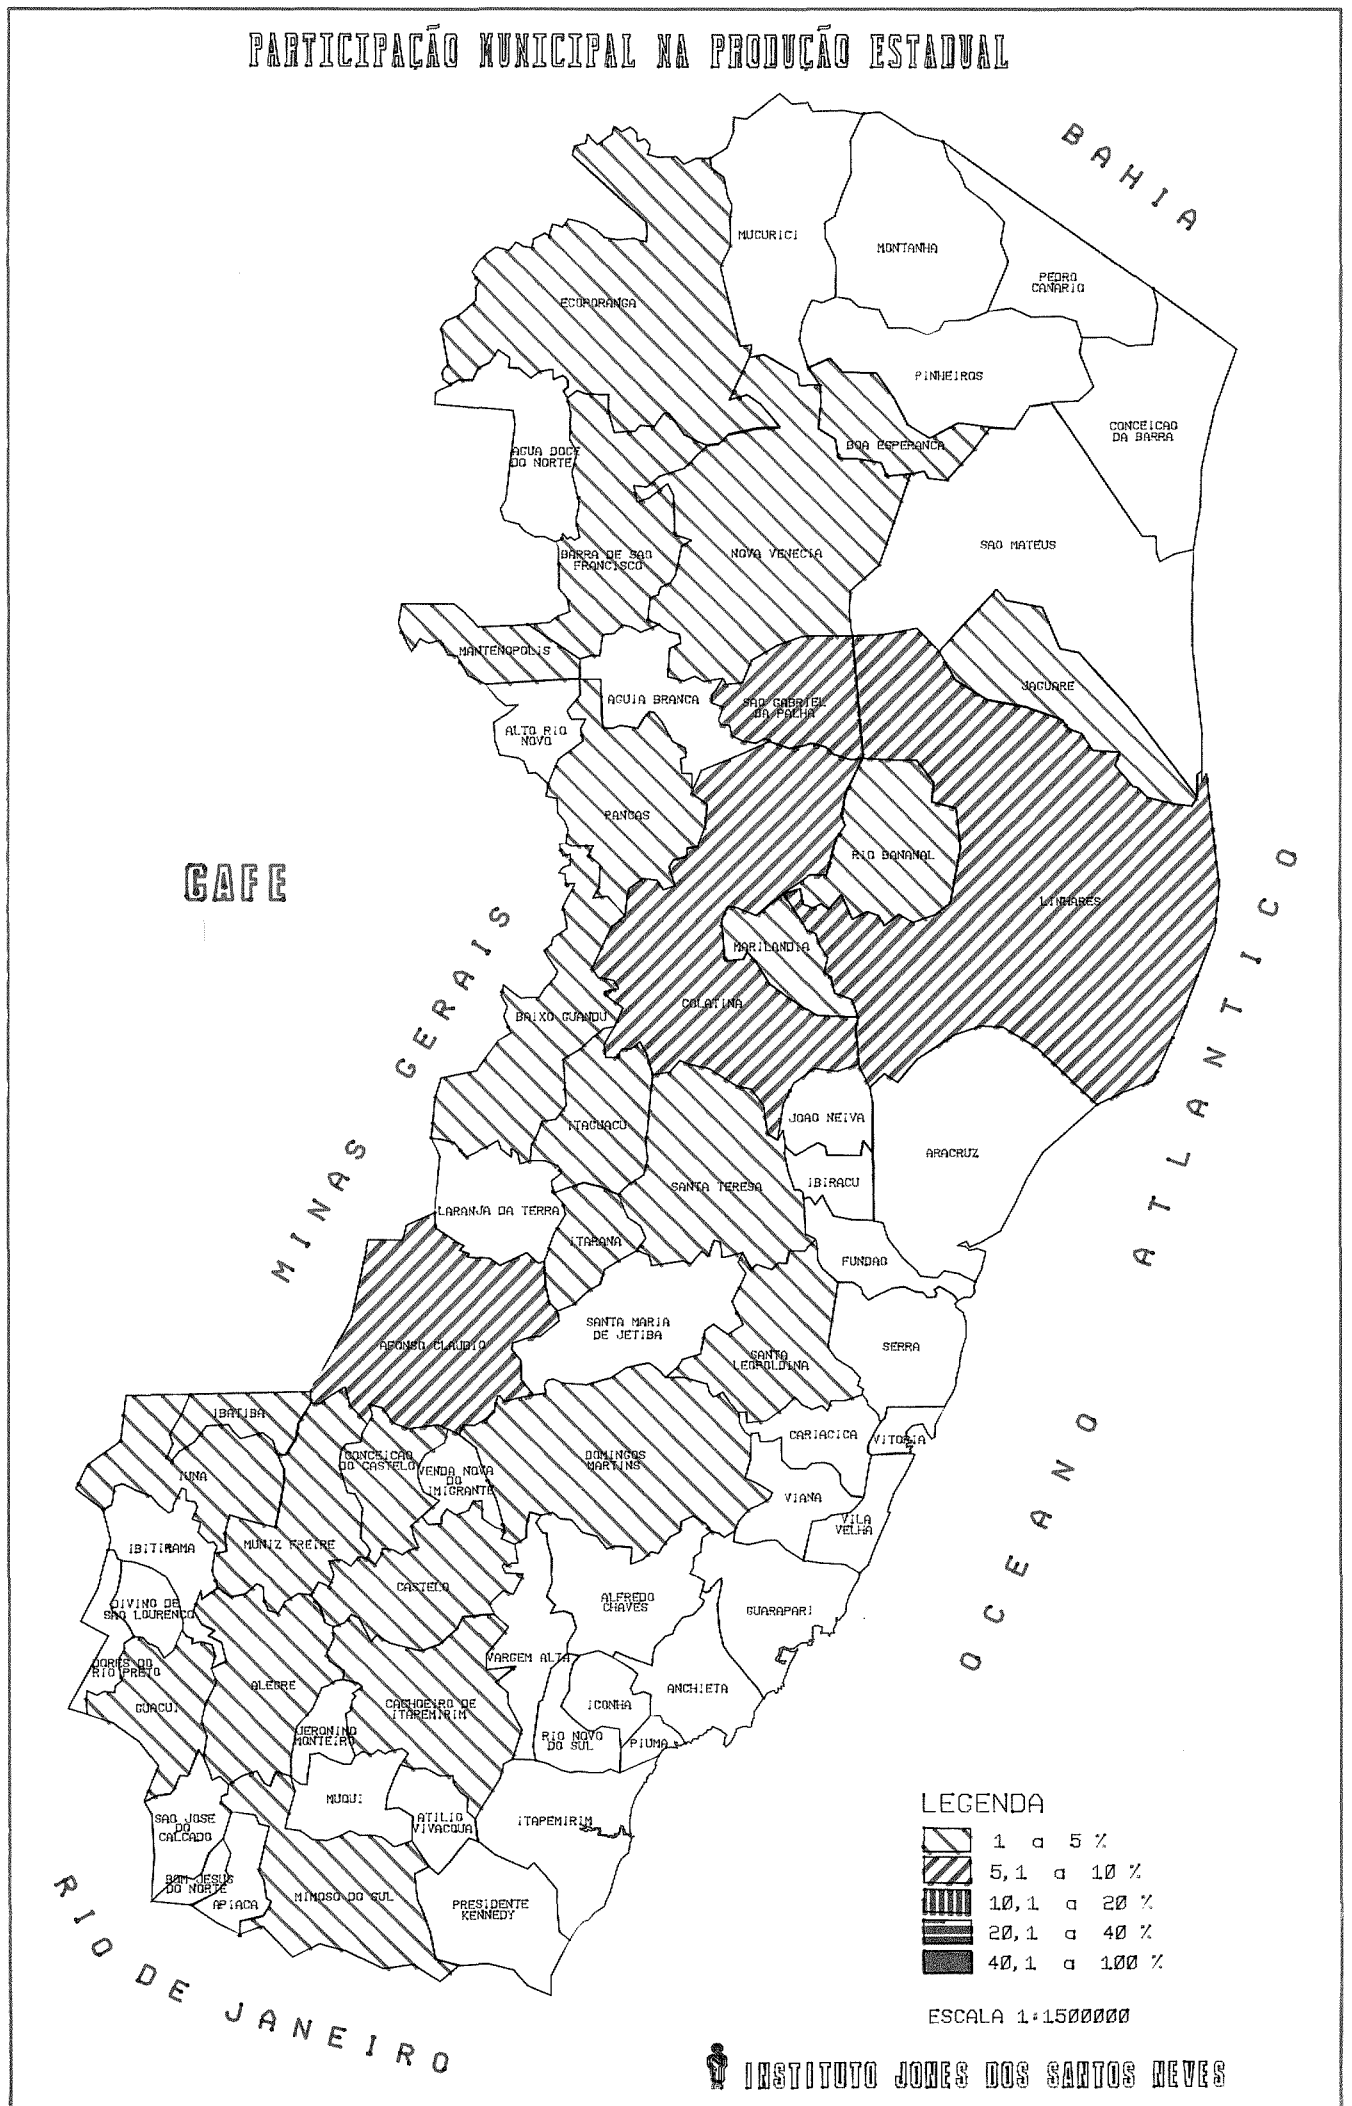 PARTICIPAÇÃO MUNICIPAL NA PRODUÇÃO ESTADUAL
BAHIA
MUCURICI
MONTANHA
PEDRO
CANARIO
ECOPORANGA
PINHEIROS
CONCEICAO
DA BARRA
BOA ESPERANCA
AGUA DOCE
DO NORTE
SAO MATEUS
BARRA DE SAO
FRANCISCO
NOVA VENECIA
MANTENOPOLIS
JAGUARE
AGUIA BRANCA
SAO GABRIEL
DA PALHA
ALTO RIO
NOVO
PANCAS
RIO BANANAL
CAFE
LINHARES
MARILANDIA
COLATINA
BAIXO GUANDU
MINAS GERAIS
OCEANO ATLANTICO
ITAGUACU
JOAO NEIVA
ARACRUZ
IBIRACU
SANTA TERESA
LARANJA DA TERRA
ITARANA
FUNDAO
SANTA MARIA
DE JETIBA
AFONSO CLAUDIO
SANTA
LEOPOLDINA
SERRA
IBATIBA
CARIACICA
VITORIA
CONCEICAO
DO CASTELO
DOMINGOS
MARTINS
IUNA
VENDA NOVA
DO
IMIGRANTE
VIANA
VILA
VELHA
IBITIRAMA
MUNIZ FREIRE
CASTELO
ALFREDO
CHAVES
GUARAPARI
DIVINO DE
SAO LOURENCO
VARGEM ALTA
DORES DO
RIO PRETO
ALEGRE
ANCHIETA
GUACUI
CACHOEIRO DE
ITAPEMIRIM
ICONHA
JERONIMO
MONTEIRO
RIO NOVO
DO SUL
PIUMA
MUQUI
SAO JOSE
DO
CALCADO
ATILIO
VIVACQUA
ITAPEMIRIM
BOM JESUS
DO NORTE
APIACA
MIMOSO DO SUL
PRESIDENTE
KENNEDY
RIO DE JANEIRO
LEGENDA
1 a 5 %
5,1 a 10 %
10,1 a 20 %
20,1 a 40 %
40,1 a 100 %
ESCALA 1:1500000
INSTITUTO JONES DOS SANTOS NEVES